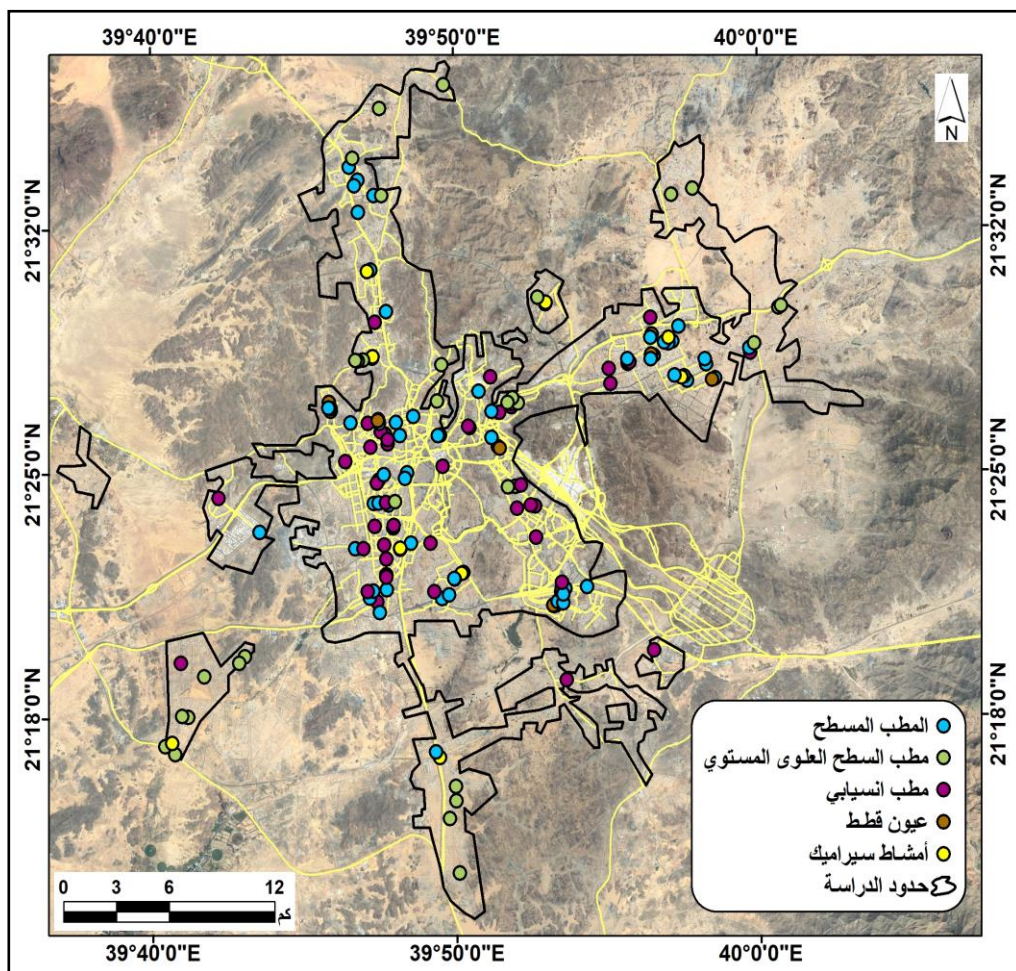 39°40'0"E 39°50'0"E 40°0'0"E
N
21°32'0"N 21°32'0"N
21°25'0"N 21°25'0"N
21°18'0"N 21°18'0"N
المطب المسطح
مطب السطح العلوى المستوي
مطب انسيابي
عيون قطط
أمشاط سيراميك
حدود الدراسة
0 3 6 12
كم
39°40'0"E 39°50'0"E 40°0'0"E